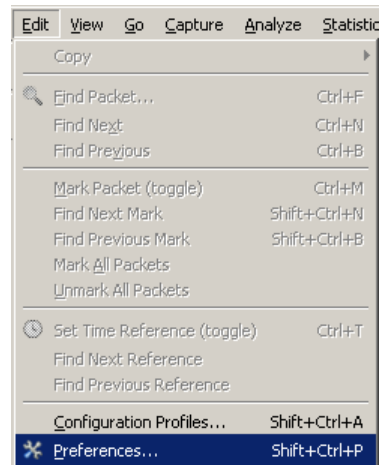 Edit View Go Capture Analyze Statistic
Copy
Find Packet... Ctrl+F
Find Next Ctrl+N
Find Previous Ctrl+B
Mark Packet (toggle) Ctrl+M
Find Next Mark Shift+Ctrl+N
Find Previous Mark Shift+Ctrl+B
Mark All Packets
Unmark All Packets
Set Time Reference (toggle) Ctrl+T
Find Next Reference
Find Previous Reference
Configuration Profiles... Shift+Ctrl+A
Preferences... Shift+Ctrl+P